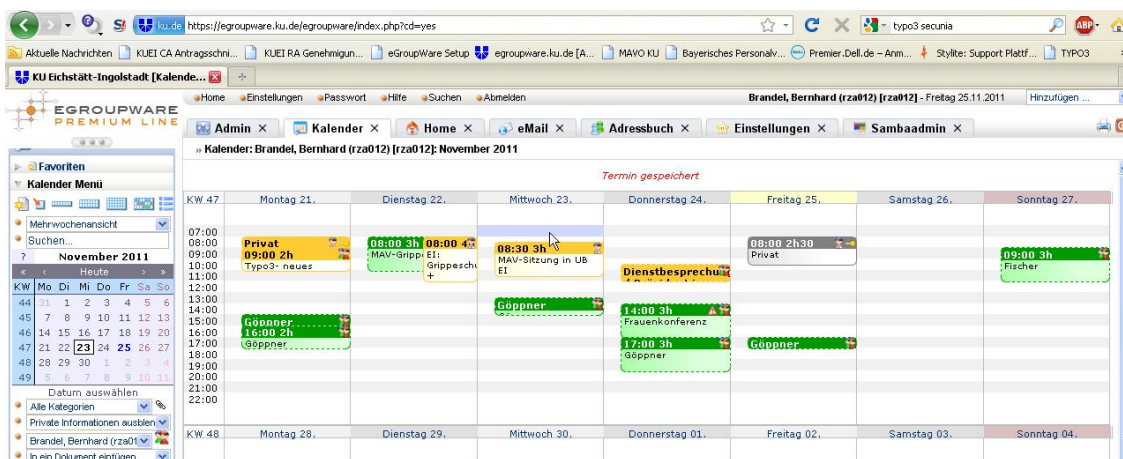 ku.de https://egroupware.ku.de/egroupware/index.php?cd=yes typo3 secunia ABP
Aktuelle Nachrichten KUEI CA Antragsschni... KUEI RA Genehmigun... eGroupWare Setup egroupware.ku.de [A... MAVO KU Bayerisches Personalv... Premier.Dell.de – Anm... Stylite: Support Plattf... TYPO3
KU Eichstätt-Ingolstadt [Kalende...
Home Einstellungen Passwort Hilfe Suchen Abmelden Brandel, Bernhard (rza012) [rza012] - Freitag 25.11.2011 Hinzufügen ...
EGROUPWARE
PREMIUM LINE
Admin × Kalender × Home × eMail × Adressbuch × Einstellungen × Sambaadmin ×
» Kalender: Brandel, Bernhard (rza012) [rza012]: November 2011
Favoriten
Kalender Menü
Mehrwochenansicht
Suchen...
? November 2011
« ‹ Heute › »
KW Mo Di Mi Do Fr Sa So
44 31 1 2 3 4 5 6
45 7 8 9 10 11 12 13
46 14 15 16 17 18 19 20
47 21 22 23 24 25 26 27
48 28 29 30 1 2 3 4
49 5 6 7 8 9 10 11
Datum auswählen
Alle Kategorien
Private Informationen ausblen
Brandel, Bernhard (rza01
In ein Dokument einfügen
Termin gespeichert
KW 47 Montag 21. Dienstag 22. Mittwoch 23. Donnerstag 24. Freitag 25. Samstag 26. Sonntag 27.
07:00
08:00
09:00
10:00
11:00
12:00
13:00
14:00
15:00
16:00
17:00
18:00
19:00
20:00
21:00
22:00
Privat
09:00 2h
Typo3- neues
Göppner
16:00 2h
Göppner
08:00 3h
MAV-Gripp
08:00 4
EI:
Grippeschu
+
08:30 3h
MAV-Sitzung in UB
EI
Göppner
Dienstbesprechu
14:00 3h
Frauenkonferenz
17:00 3h
Göppner
08:00 2h30
Privat
Göppner
09:00 3h
Fischer
KW 48 Montag 28. Dienstag 29. Mittwoch 30. Donnerstag 01. Freitag 02. Samstag 03. Sonntag 04.